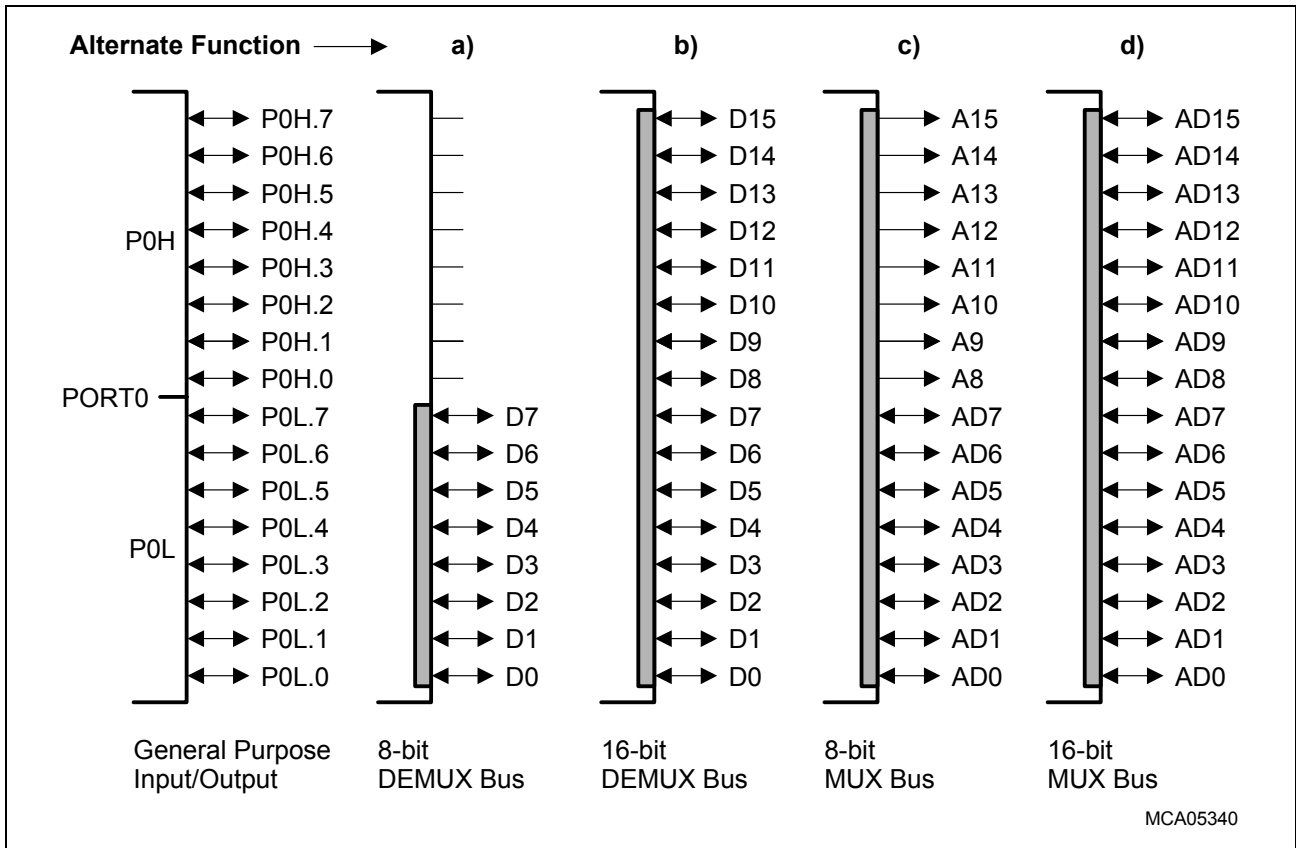 Alternate Function a) b) c) d)
P0H.7 D15 A15 AD15
P0H.6 D14 A14 AD14
P0H.5 D13 A13 AD13
P0H.4 D12 A12 AD12
P0H
P0H.3 D11 A11 AD11
P0H.2 D10 A10 AD10
P0H.1 D9 A9 AD9
P0H.0 D8 A8 AD8
PORT0
P0L.7 D7 D7 AD7 AD7
P0L.6 D6 D6 AD6 AD6
P0L.5 D5 D5 AD5 AD5
P0L.4 D4 D4 AD4 AD4
P0L
P0L.3 D3 D3 AD3 AD3
P0L.2 D2 D2 AD2 AD2
P0L.1 D1 D1 AD1 AD1
P0L.0 D0 D0 AD0 AD0
General Purpose 8-bit 16-bit 8-bit 16-bit
Input/Output DEMUX Bus DEMUX Bus MUX Bus MUX Bus
MCA05340